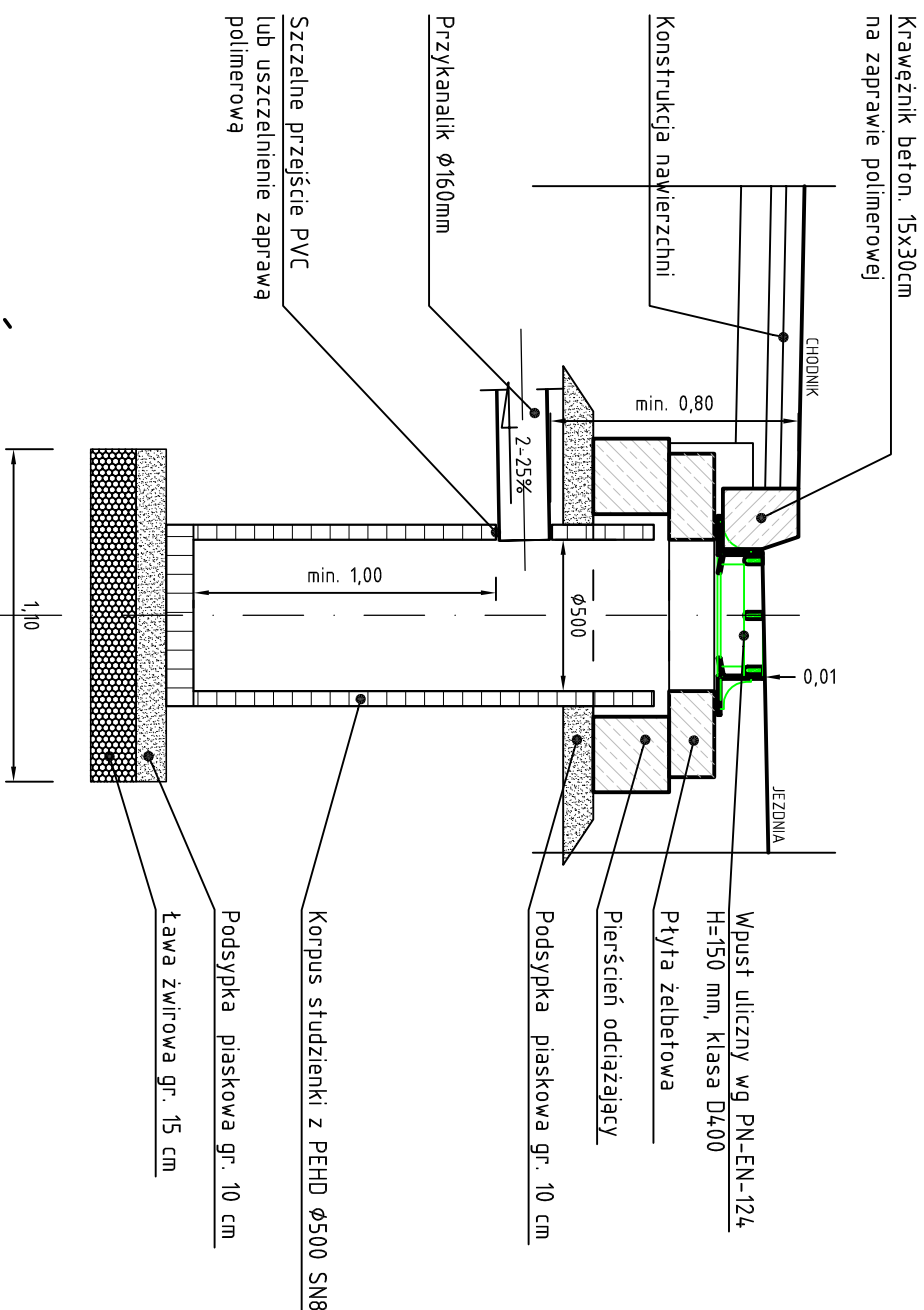 Krawężnik beton. 15x30cm
na zaprawie polimerowej
Konstrukcja nawierzchni
Przykanalik ϕ160mm
Szczelne przejście PVC
lub uszczelnienie zaprawą
polimerową
CHODNIK
min. 0,80
2-25%
min. 1,00
ϕ500
0,01
JEZDNIA
1,10
Wpust uliczny wg PN-EN-124
H=150 mm, klasa D400
Płyta żelbetowa
Pierścień odciążający
Podsypka piaskowa gr. 10 cm
Korpus studzienki z PEHD ϕ500 SN8
Podsypka piaskowa gr. 10 cm
Ława żwirowa gr. 15 cm